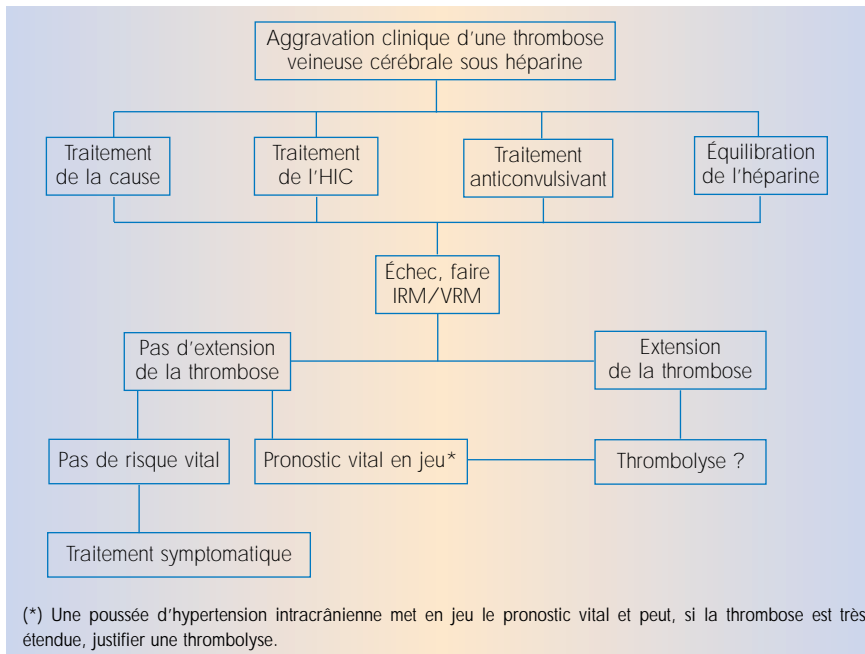 Aggravation clinique d'une thrombose
veineuse cérébrale sous héparine
Traitement
de la cause
Traitement
de l'HIC
Traitement
anticonvulsivant
Équilibration
de l'héparine
Échec, faire
IRM/VRM
Pas d'extension
de la thrombose
Extension
de la thrombose
Pas de risque vital
Pronostic vital en jeu*
Thrombolyse ?
Traitement symptomatique
(*) Une poussée d'hypertension intracrânienne met en jeu le pronostic vital et peut, si la thrombose est très
étendue, justifier une thrombolyse.